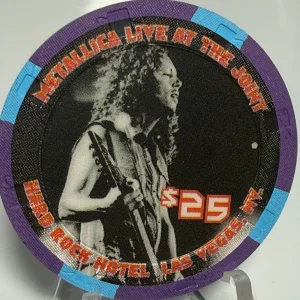 METALLICA LIVE AT THE JOINT
$25
HARD ROCK HOTEL LAS VEGAS, NV.